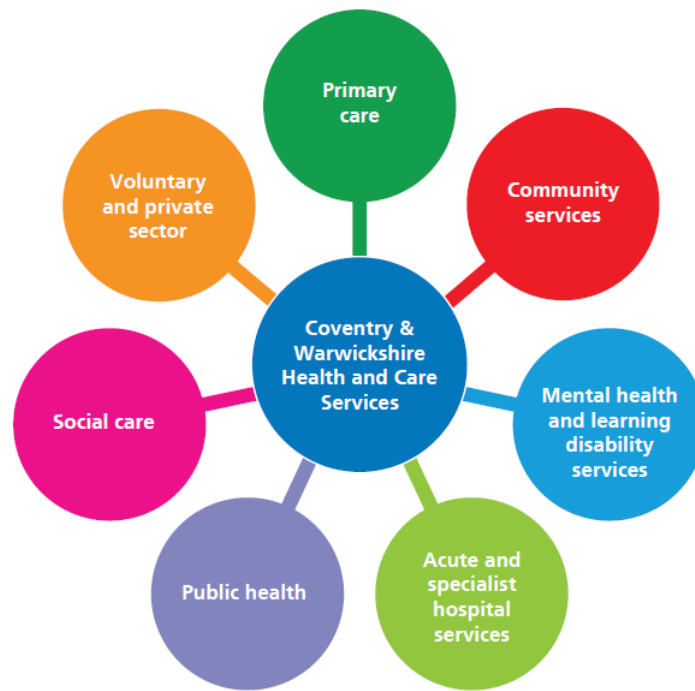 Primary
care
Community
services
Mental health
and learning
disability
services
Acute and
specialist
hospital
services
Public health
Social care
Voluntary
and private
sector
Coventry &
Warwickshire
Health and Care
Services